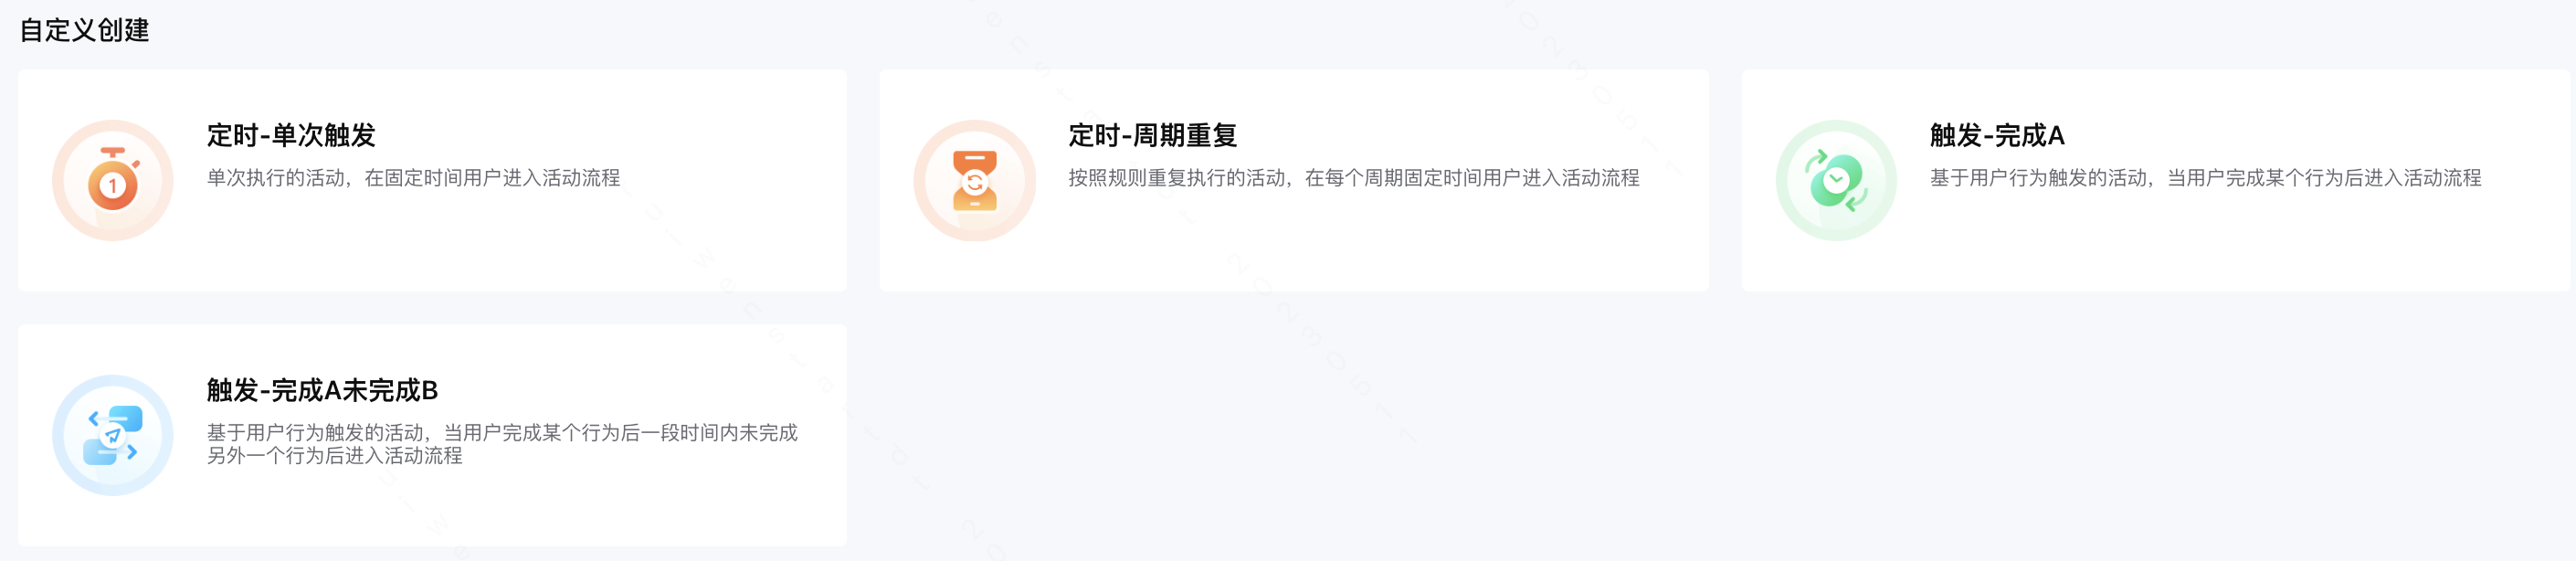 自定义创建
定时-单次触发
单次执行的活动，在固定时间用户进入活动流程
定时-周期重复
按照规则重复执行的活动，在每个周期固定时间用户进入活动流程
触发-完成A
基于用户行为触发的活动，当用户完成某个行为后进入活动流程
触发-完成A未完成B
基于用户行为触发的活动，当用户完成某个行为后一段时间内未完成
另外一个行为后进入活动流程
1